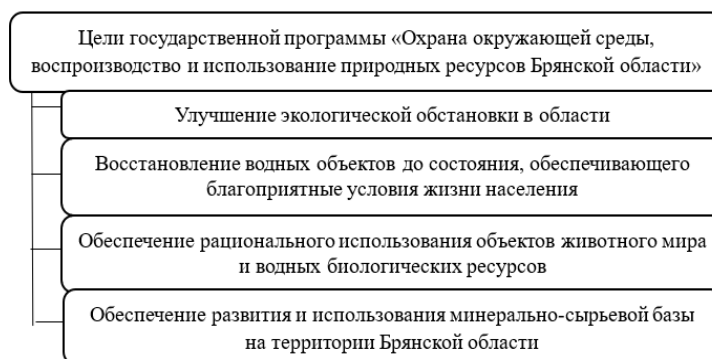 Цели государственной программы «Охрана окружающей среды,
воспроизводство и использование природных ресурсов Брянской области»
Улучшение экологической обстановки в области
Восстановление водных объектов до состояния, обеспечивающего
благоприятные условия жизни населения
Обеспечение рационального использования объектов животного мира
и водных биологических ресурсов
Обеспечение развития и использования минерально-сырьевой базы
на территории Брянской области